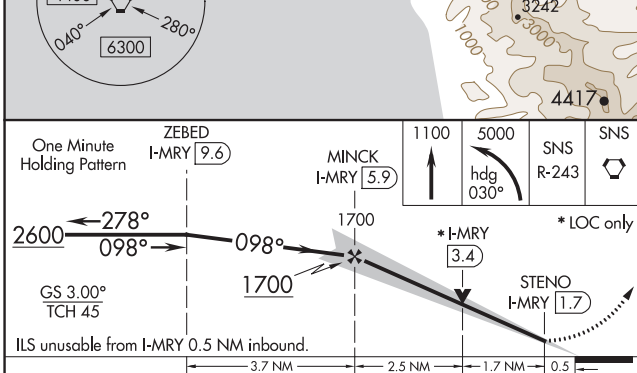 3242
3000
1000
040°
280°
6300
4417
One Minute
Holding Pattern
ZEBED
I-MRY 9.6
MINCK
I-MRY 5.9
1100
5000
hdg
030°
SNS
R-243
SNS
* LOC only
278°
2600
098°
098°
1700
1700
* I-MRY
3.4
STENO
I-MRY 1.7
GS 3.00°
TCH 45
ILS unusable from I-MRY 0.5 NM inbound.
3.7 NM
2.5 NM
1.7 NM
0.5